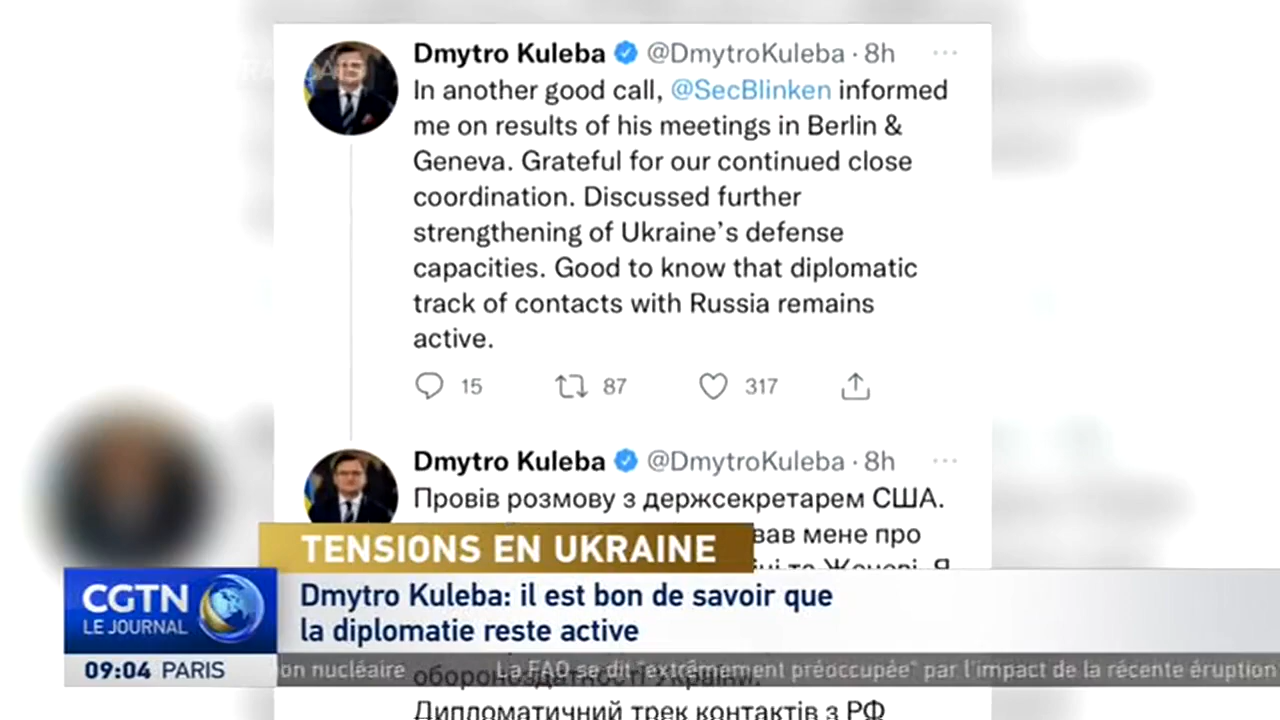 Dmytro Kuleba @DmytroKuleba · 8h
In another good call, @SecBlinken informed
me on results of his meetings in Berlin &
Geneva. Grateful for our continued close
coordination. Discussed further
strengthening of Ukraine's defense
capacities. Good to know that diplomatic
track of contacts with Russia remains
active.
15 87 317
Dmytro Kuleba @DmytroKuleba · 8h
Провів розмову з держсекретарем США.
вав мене про
TENSIONS EN UKRAINE
Dmytro Kuleba: il est bon de savoir que
la diplomatie reste active
CGTN
LE JOURNAL
09:04 PARIS
on nucléaire La FAO se dit "extrêmement préoccupée" par l'impact de la récente éruption
обороноздатності України.
Дипломатичний трек контактів з РФ